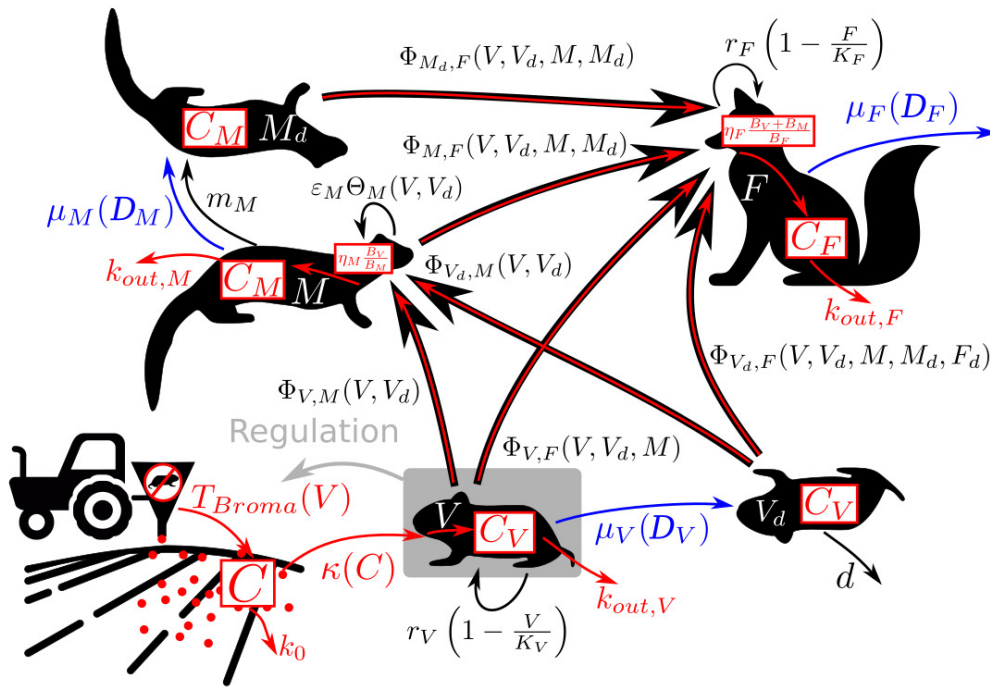 Φ_{M_d,F}(V, V_d, M, M_d)
r_F (1 − F/K_F)
C_M M_d
η_F (B_V+B_M)/B_F
μ_F(D_F)
Φ_{M,F}(V, V_d, M, M_d)
ε_MΘ_M(V, V_d)
F
m_M
μ_M(D_M)
C_F
η_M B_V/B_M
Φ_{V_d,M}(V, V_d)
k_{out,M}
C_M M
k_{out,F}
Φ_{V_d,F}(V, V_d, M, M_d, F_d)
Φ_{V,M}(V, V_d)
Regulation
Φ_{V,F}(V, V_d, M)
T_{Broma}(V)
V
C_V
μ_V(D_V)
V_d C_V
C
κ(C)
d
k_{out,V}
k_0
r_V (1 − V/K_V)